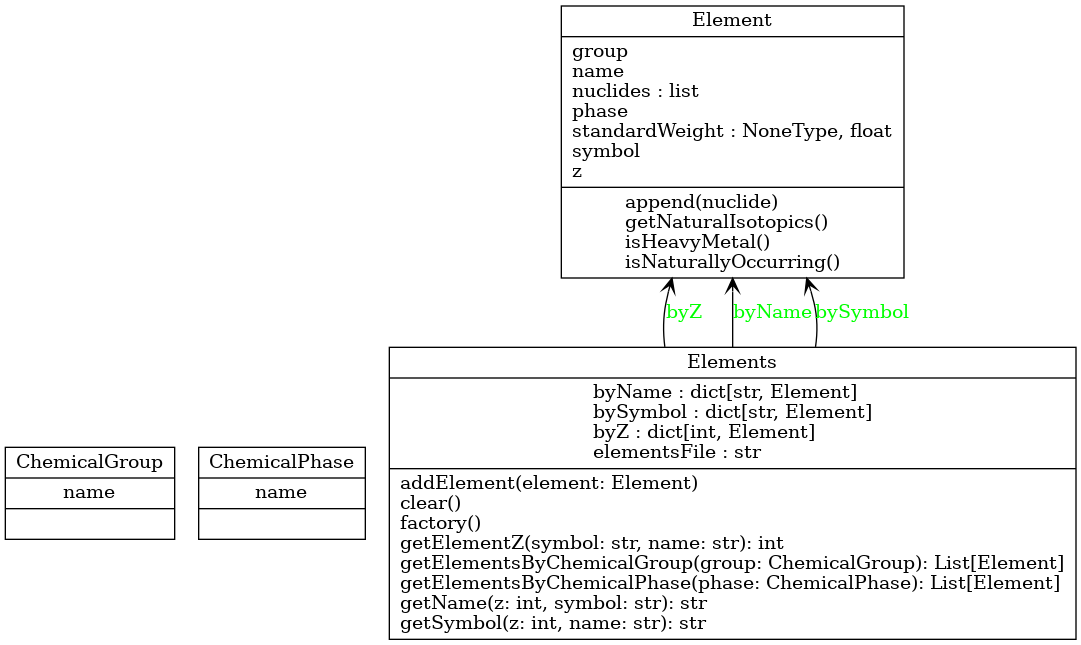 Element
group
name
nuclides : list
phase
standardWeight : NoneType, float
symbol
z
append(nuclide)
getNaturalIsotopics()
isHeavyMetal()
isNaturallyOccurring()
byZ
byName
bySymbol
Elements
byName : dict[str, Element]
bySymbol : dict[str, Element]
byZ : dict[int, Element]
elementsFile : str
addElement(element: Element)
clear()
factory()
getElementZ(symbol: str, name: str): int
getElementsByChemicalGroup(group: ChemicalGroup): List[Element]
getElementsByChemicalPhase(phase: ChemicalPhase): List[Element]
getName(z: int, symbol: str): str
getSymbol(z: int, name: str): str
ChemicalGroup
name
ChemicalPhase
name